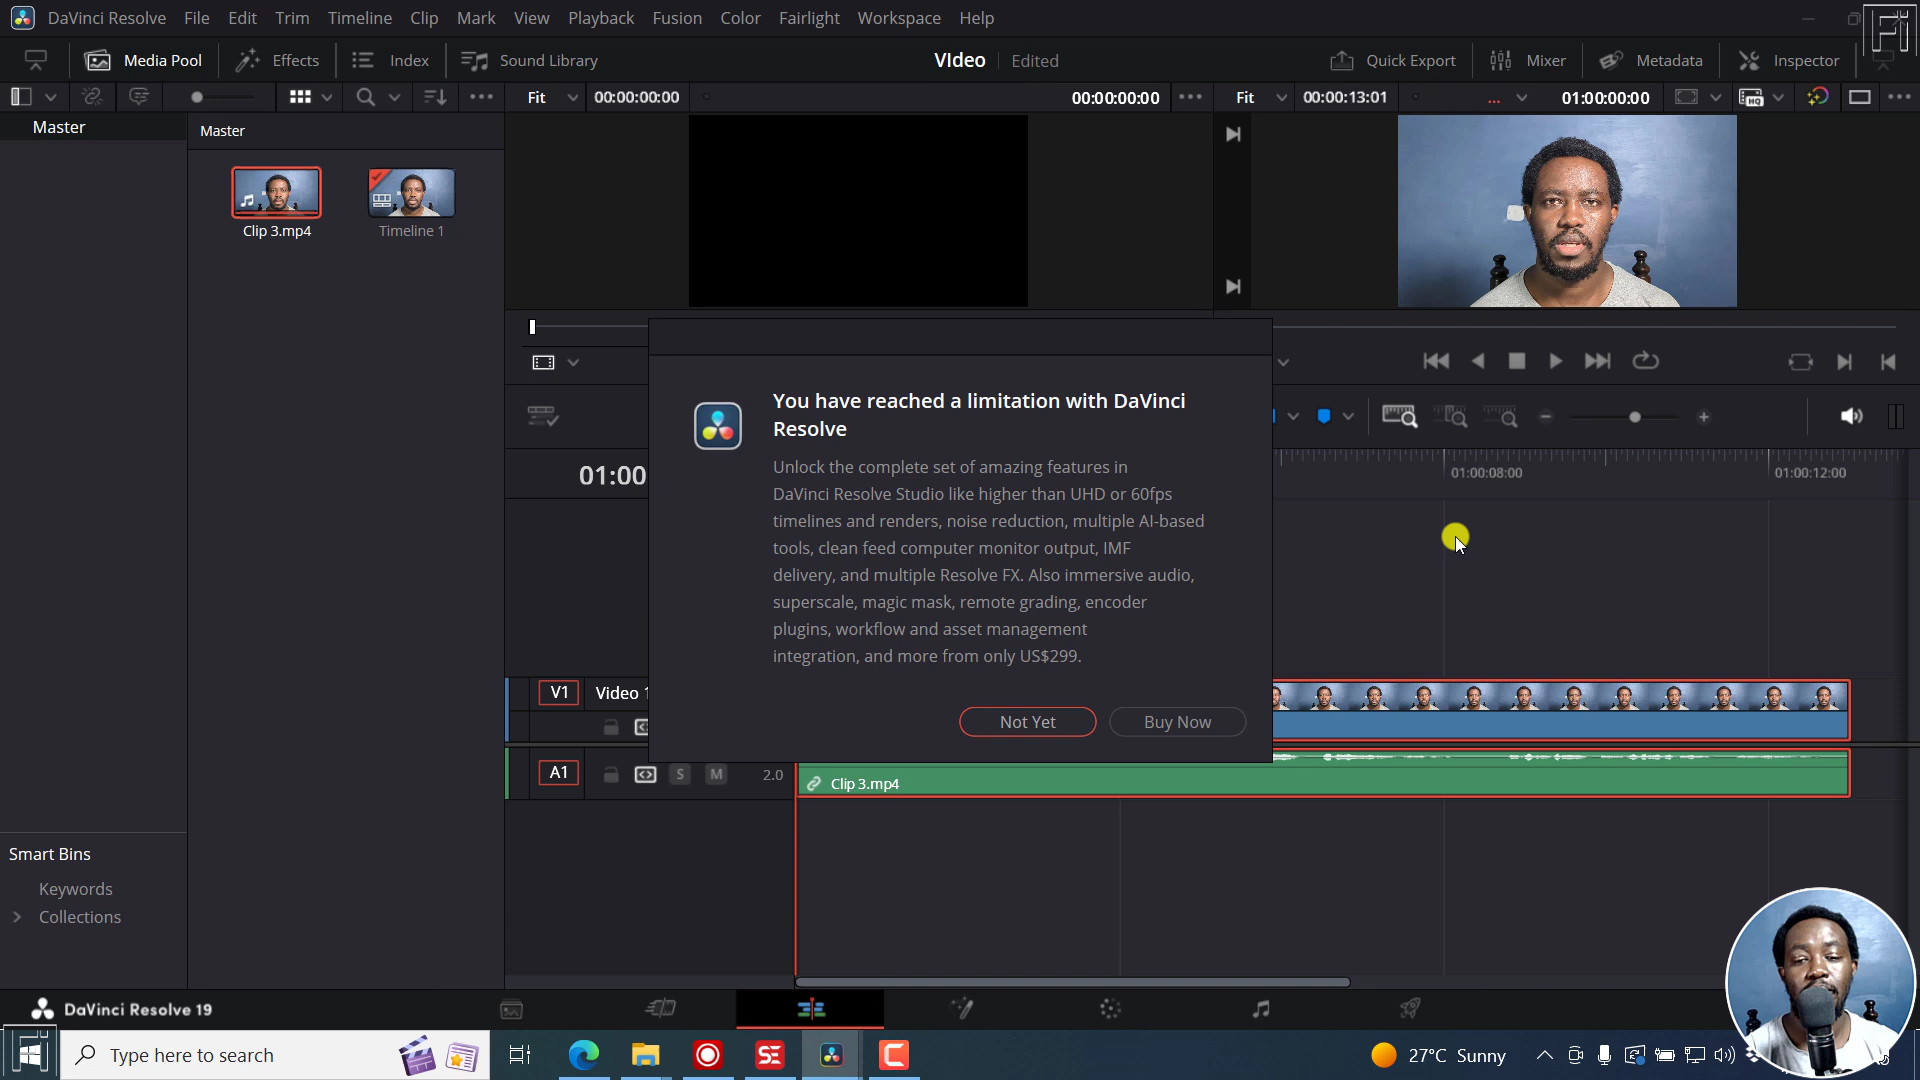 DaVinci Resolve File Edit Trim Timeline Clip Mark View Playback Fusion Color Fairlight Workspace Help
Fi
Media Pool Effects Index Sound Library VIdeo Edited Quick Export Mixer Metadata Inspector
Fit 00:00:00:00 00:00:00:00 Fit 00:00:13:01 ... 01:00:00:00 HQ
Master Master
Clip 3.mp4 Timeline 1
You have reached a limitation with DaVinci
Resolve
Unlock the complete set of amazing features in
DaVinci Resolve Studio like higher than UHD or 60fps
timelines and renders, noise reduction, multiple AI-based
tools, clean feed computer monitor output, IMF
delivery, and multiple Resolve FX. Also immersive audio,
superscale, magic mask, remote grading, encoder
plugins, workflow and asset management
integration, and more from only US$299.
Not Yet Buy Now
01:00
01:00:08:00 01:00:12:00
V1 Video 1
A1 S M 2.0 Clip 3.mp4
Smart Bins
Keywords
Collections
DaVinci Resolve 19
Type here to search SE 27°C Sunny